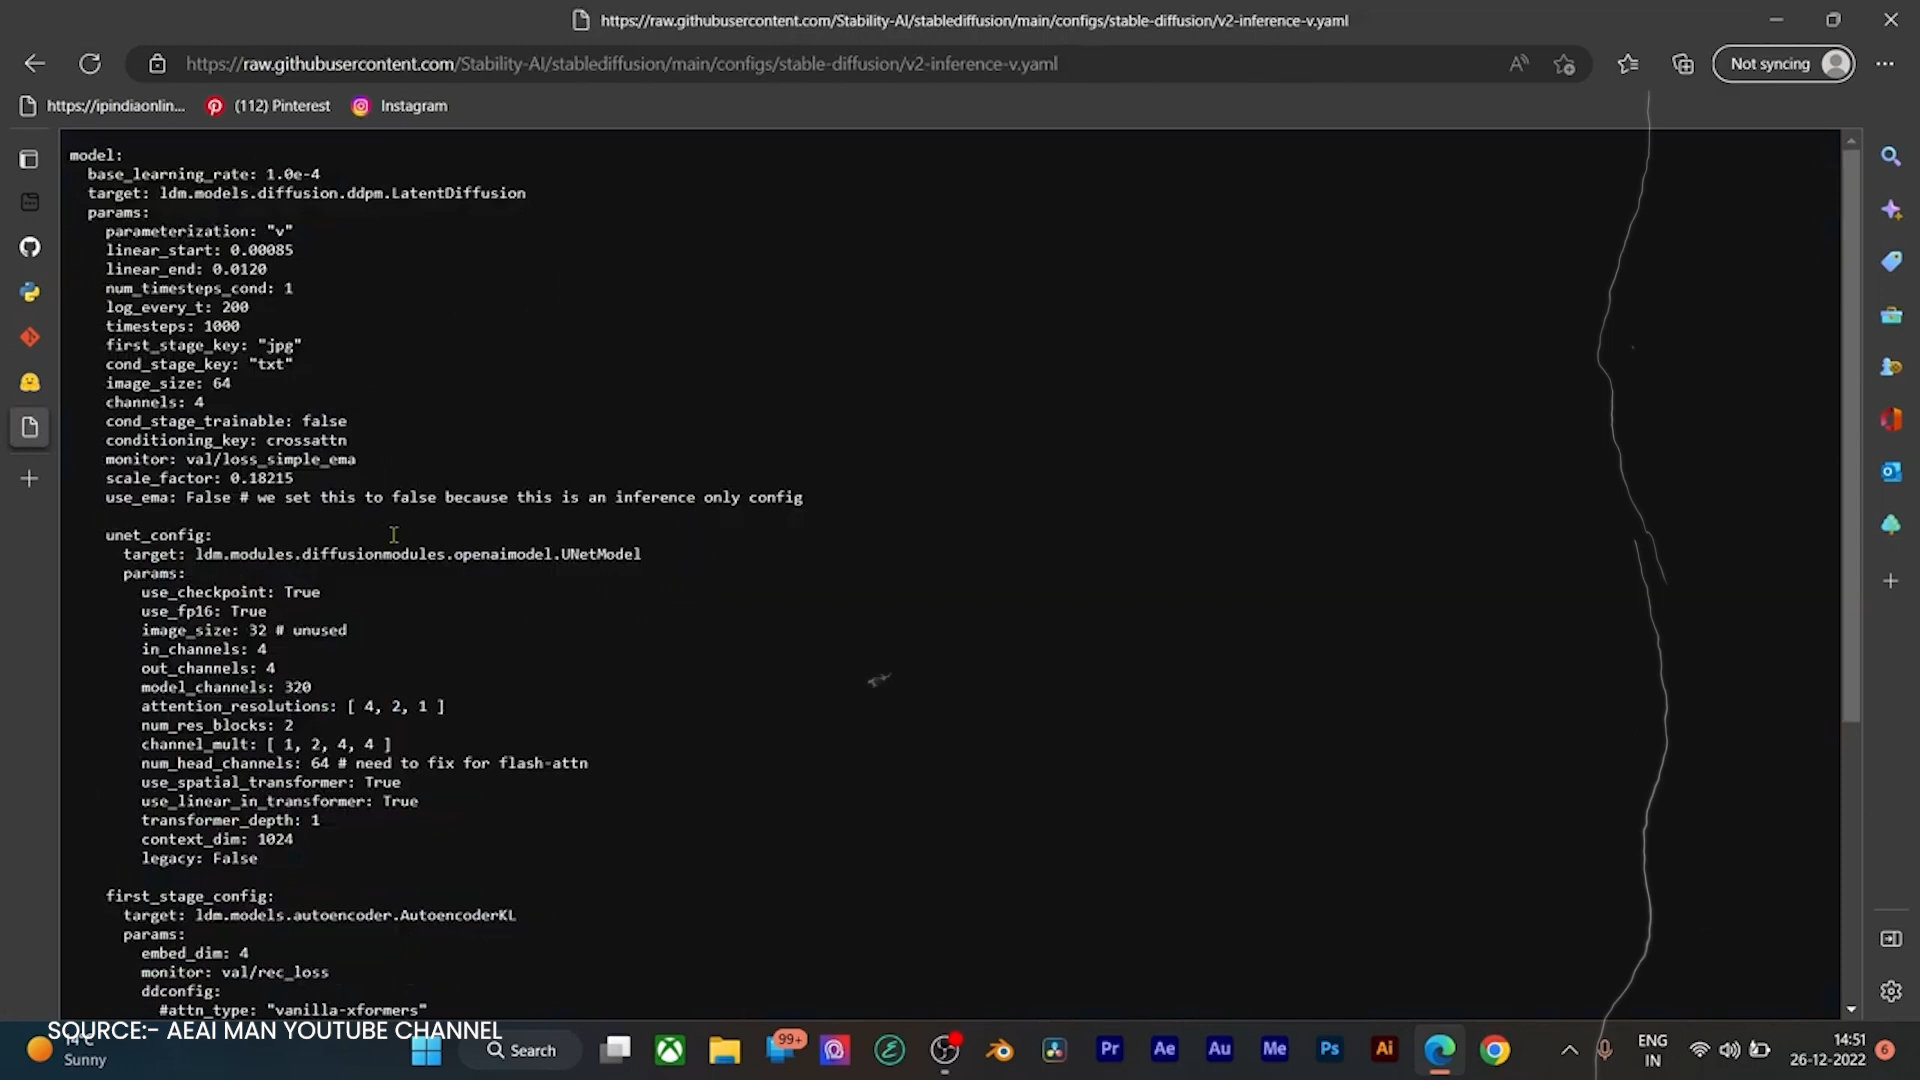 https://raw.githubusercontent.com/Stability-AI/stablediffusion/main/configs/stable-diffusion/v2-inference-v.yaml
https://raw.githubusercontent.com/Stability-AI/stablediffusion/main/configs/stable-diffusion/v2-inference-v.yaml
Not syncing
https://ipindiaonlin... (112) Pinterest Instagram
model:
base_learning_rate: 1.0e-4
target: ldm.models.diffusion.ddpm.LatentDiffusion
params:
parameterization: "v"
linear_start: 0.00085
linear_end: 0.0120
num_timesteps_cond: 1
log_every_t: 200
timesteps: 1000
first_stage_key: "jpg"
cond_stage_key: "txt"
image_size: 64
channels: 4
cond_stage_trainable: false
conditioning_key: crossattn
monitor: val/loss_simple_ema
scale_factor: 0.18215
use_ema: False # we set this to false because this is an inference only config
unet_config:
target: ldm.modules.diffusionmodules.openaimodel.UNetModel
params:
use_checkpoint: True
use_fp16: True
image_size: 32 # unused
in_channels: 4
out_channels: 4
model_channels: 320
attention_resolutions: [ 4, 2, 1 ]
num_res_blocks: 2
channel_mult: [ 1, 2, 4, 4 ]
num_head_channels: 64 # need to fix for flash-attn
use_spatial_transformer: True
use_linear_in_transformer: True
transformer_depth: 1
context_dim: 1024
legacy: False
first_stage_config:
target: ldm.models.autoencoder.AutoencoderKL
params:
embed_dim: 4
monitor: val/rec_loss
ddconfig:
#attn_type: "vanilla-xformers"
SOURCE:- AEAI MAN YOUTUBE CHANNEL
Sunny
Search
99+
Pr Ae Au Me Ps Ai
ENG
IN
14:51
26-12-2022
6